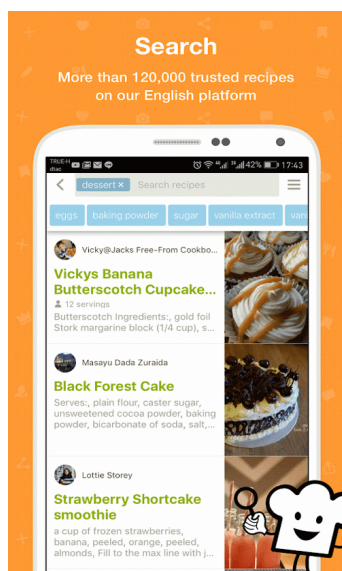 Search
More than 120,000 trusted recipes
on our English platform
TRUE-H
dtac
42% 17:43
dessert × Search recipes
eggs baking powder sugar vanilla extract vani
Vicky@Jacks Free-From Cookbo...
Vickys Banana
Butterscotch Cupcake...
12 servings
Butterscotch Ingredients:, gold foil
Stork margarine block (1/4 cup), s...
Masayu Dada Zuraida
Black Forest Cake
Serves:, plain flour, caster sugar,
unsweetened cocoa powder, baking
powder, bicarbonate of soda, salt,...
Lottie Storey
Strawberry Shortcake
smoothie
a cup of frozen strawberries,
banana, peeled, orange, peeled,
almonds, Fill to the max line with j...